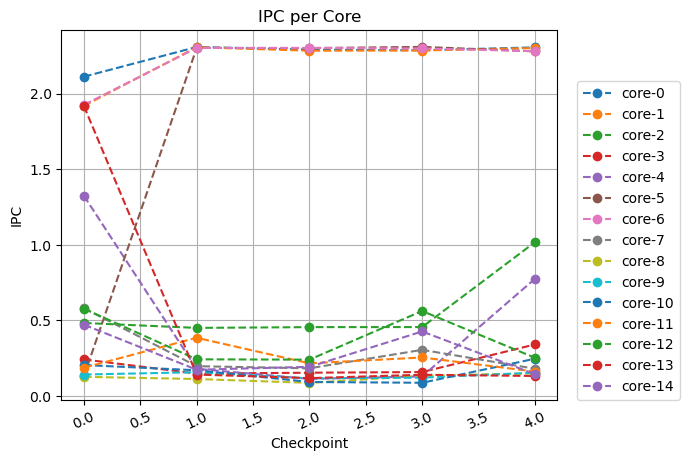 IPC per Core
IPC
2.0
1.5
1.0
0.5
0.0
0.0 0.5 1.0 1.5 2.0 2.5 3.0 3.5 4.0
Checkpoint
core-0
core-1
core-2
core-3
core-4
core-5
core-6
core-7
core-8
core-9
core-10
core-11
core-12
core-13
core-14